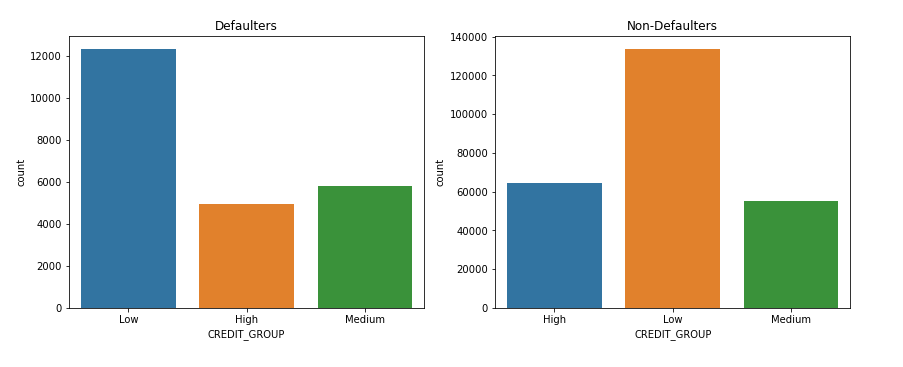 Defaulters
12000
10000
8000
6000
4000
2000
0
count
Low High Medium
CREDIT_GROUP
Non-Defaulters
140000
120000
100000
80000
60000
40000
20000
0
count
High Low Medium
CREDIT_GROUP